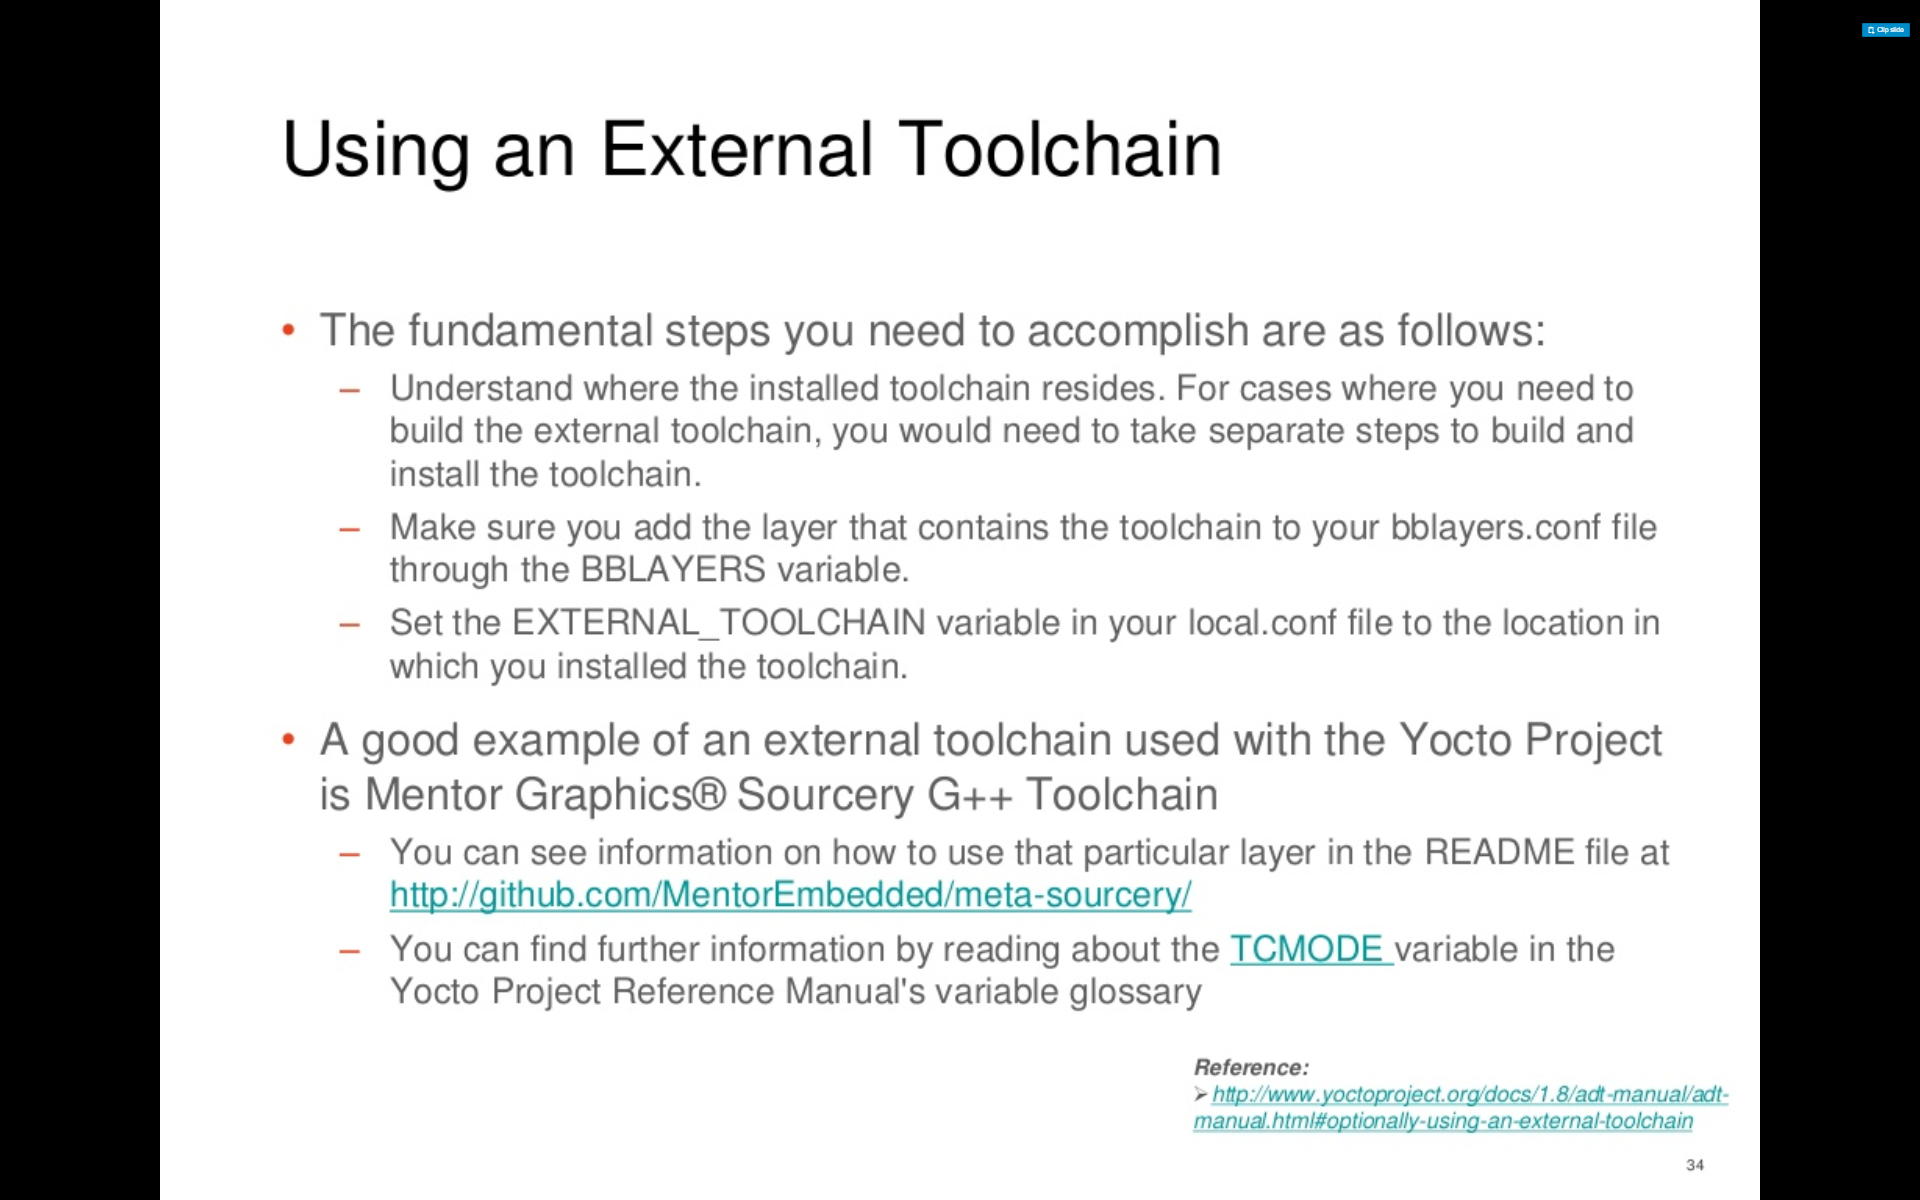 Clip slide
Using an External Toolchain
• The fundamental steps you need to accomplish are as follows:
– Understand where the installed toolchain resides. For cases where you need to
build the external toolchain, you would need to take separate steps to build and
install the toolchain.
– Make sure you add the layer that contains the toolchain to your bblayers.conf file
through the BBLAYERS variable.
– Set the EXTERNAL_TOOLCHAIN variable in your local.conf file to the location in
which you installed the toolchain.
• A good example of an external toolchain used with the Yocto Project
is Mentor Graphics® Sourcery G++ Toolchain
– You can see information on how to use that particular layer in the README file at
http://github.com/MentorEmbedded/meta-sourcery/
– You can find further information by reading about the TCMODE variable in the
Yocto Project Reference Manual's variable glossary
Reference:
➢ http://www.yoctoproject.org/docs/1.8/adt-manual/adt-
manual.html#optionally-using-an-external-toolchain
34